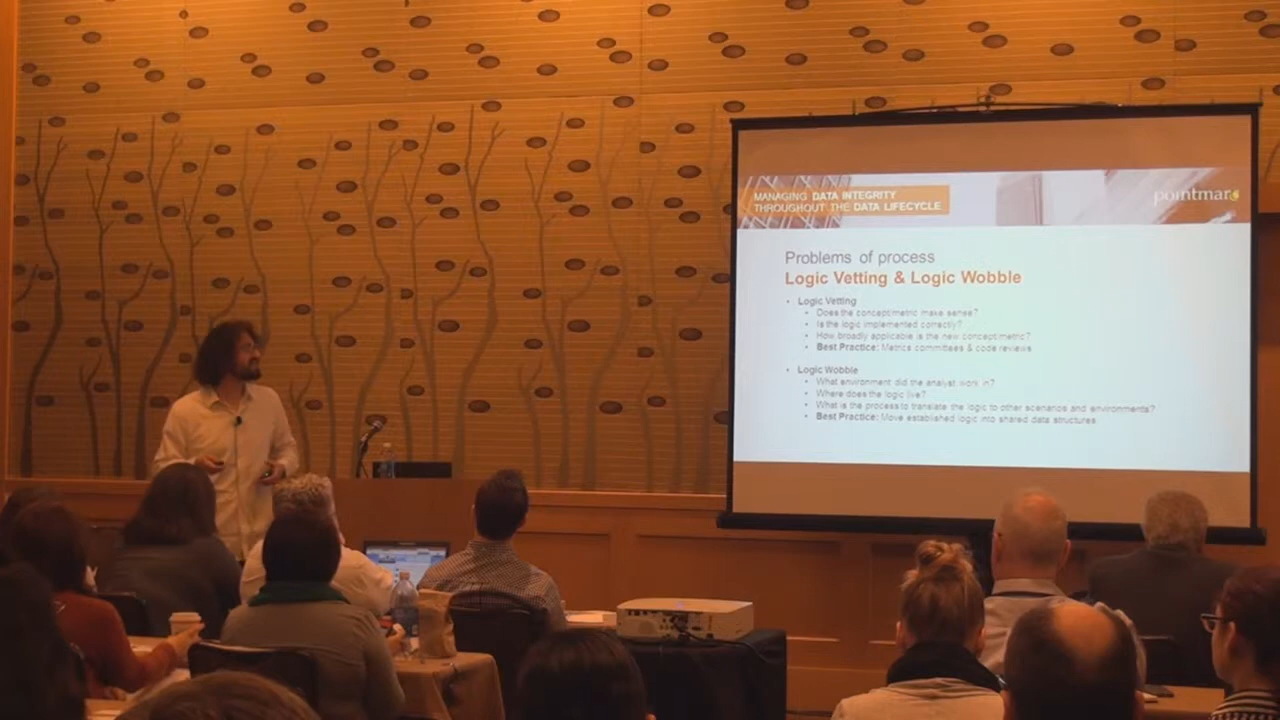 MANAGING DATA INTEGRITY
THROUGHOUT THE DATA LIFECYCLE
pointmarc
Problems of process
Logic Vetting & Logic Wobble
• Logic Vetting
• Does the concept/metric make sense?
• Is the logic implemented correctly?
• How broadly applicable is the new concept/metric?
• Best Practice: Metrics committees & code reviews
• Logic Wobble
• What environment did the analyst work in?
• Where does the logic live?
• What is the process to translate the logic to other scenarios and environments?
• Best Practice: Move established logic into shared data structures